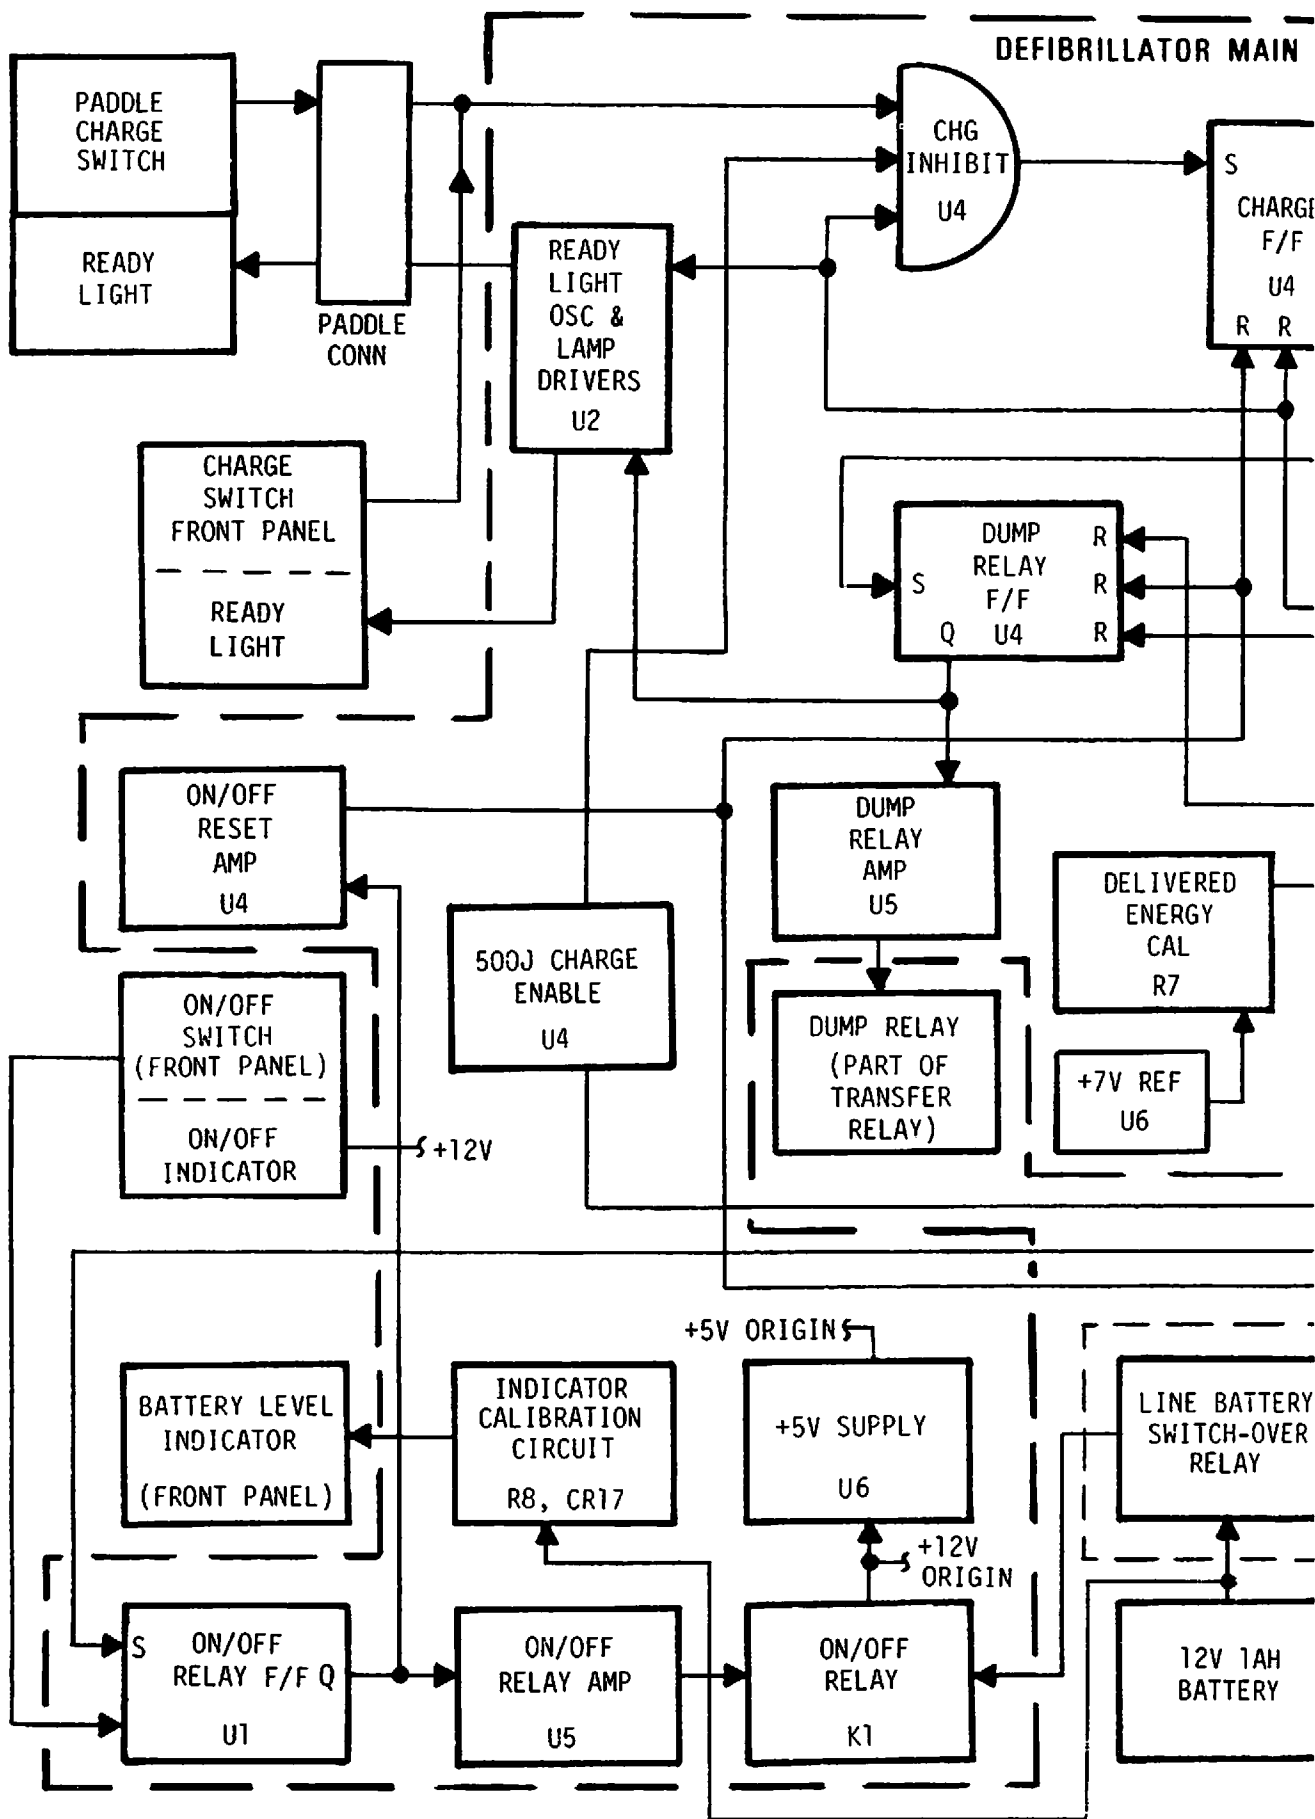 DEFIBRILLATOR MAIN
PADDLE
CHARGE
SWITCH
READY
LIGHT
PADDLE
CONN
READY
LIGHT
OSC &
LAMP
DRIVERS
U2
CHG
INHIBIT
U4
S
CHARGE
F/F
U4
R R
CHARGE
SWITCH
FRONT PANEL
READY
LIGHT
DUMP
RELAY
F/F
U4
S
Q
R
R
R
ON/OFF
RESET
AMP
U4
DUMP
RELAY
AMP
U5
DELIVERED
ENERGY
CAL
R7
500J CHARGE
ENABLE
U4
ON/OFF
SWITCH
(FRONT PANEL)
ON/OFF
INDICATOR
+12V
DUMP RELAY
(PART OF
TRANSFER
RELAY)
+7V REF
U6
+5V ORIGIN
BATTERY LEVEL
INDICATOR
(FRONT PANEL)
INDICATOR
CALIBRATION
CIRCUIT
R8, CR17
+5V SUPPLY
U6
LINE BATTERY
SWITCH-OVER
RELAY
+12V
ORIGIN
S
ON/OFF
RELAY F/F Q
U1
ON/OFF
RELAY AMP
U5
ON/OFF
RELAY
K1
12V 1AH
BATTERY